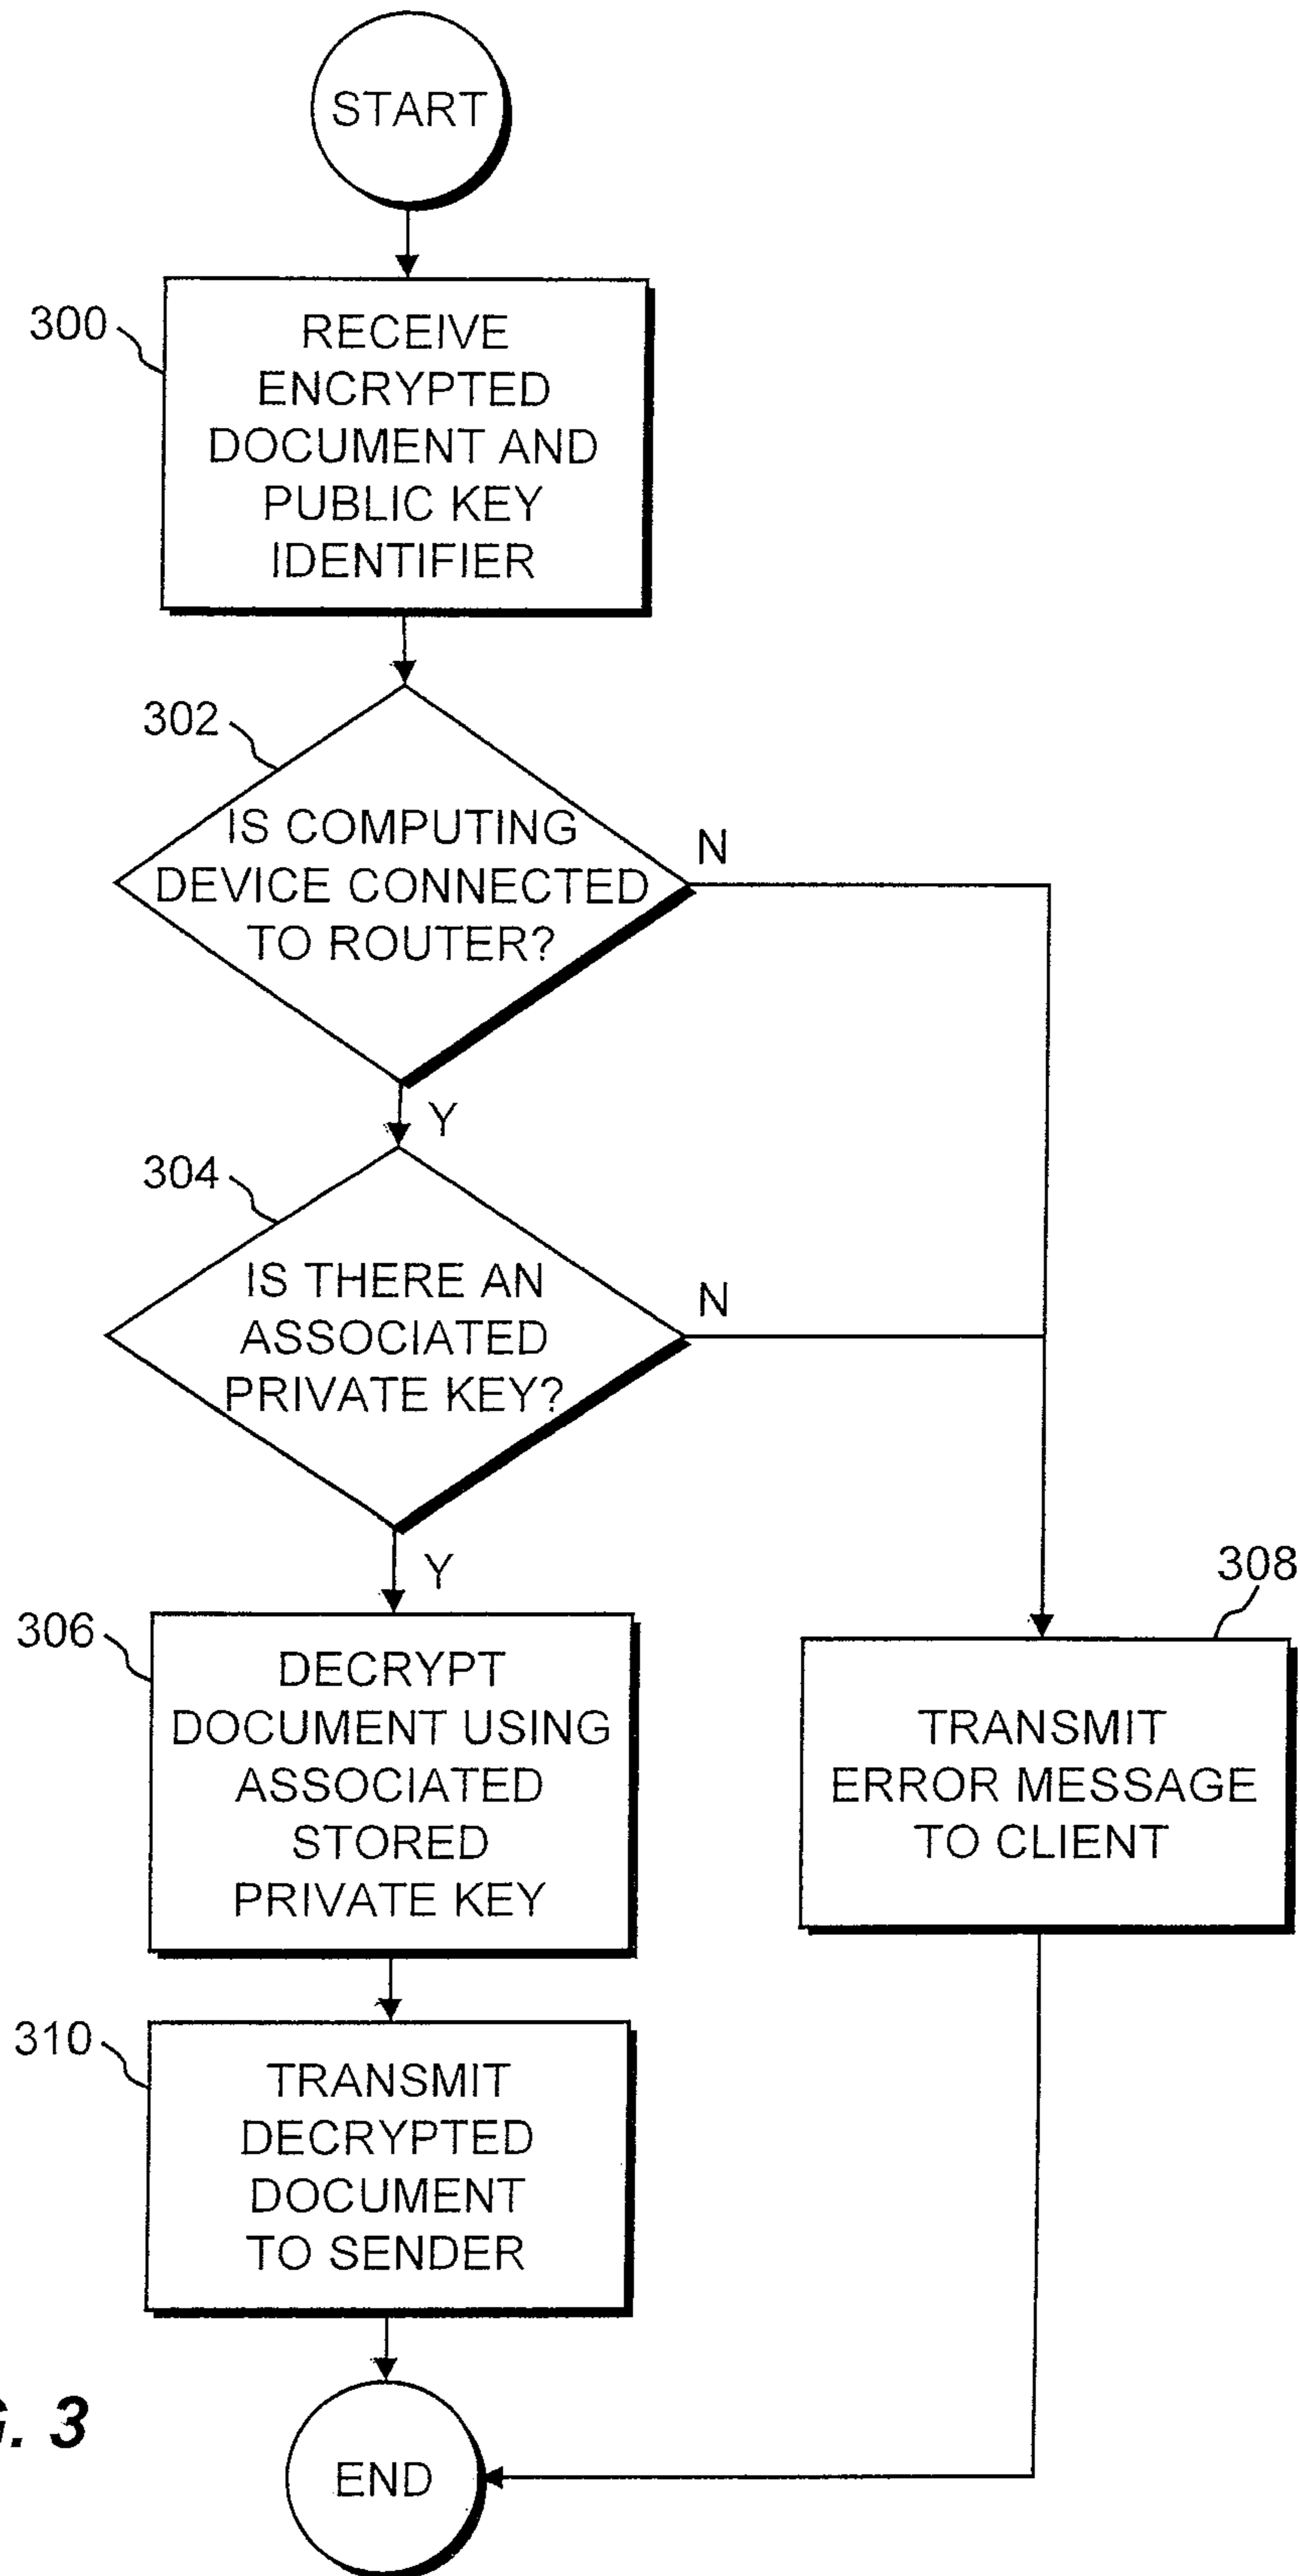 START
300
RECEIVE
ENCRYPTED
DOCUMENT AND
PUBLIC KEY
IDENTIFIER
302
IS COMPUTING
DEVICE CONNECTED
TO ROUTER?
N
Y
304
IS THERE AN
ASSOCIATED
PRIVATE KEY?
N
Y
306
DECRYPT
DOCUMENT USING
ASSOCIATED
STORED
PRIVATE KEY
308
TRANSMIT
ERROR MESSAGE
TO CLIENT
310
TRANSMIT
DECRYPTED
DOCUMENT
TO SENDER
G. 3
END